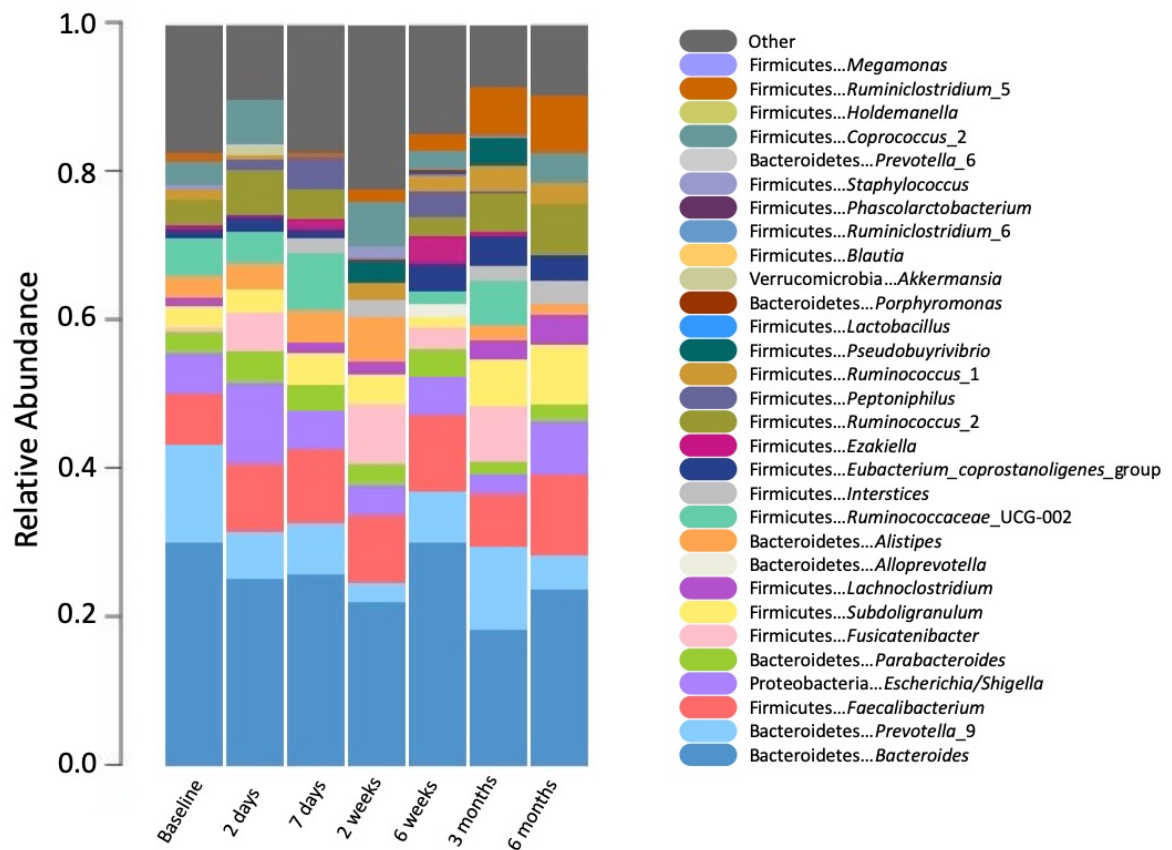 Relative Abundance
1.0
0.8
0.6
0.4
0.2
0.0
Baseline
2 days
7 days
2 weeks
6 weeks
3 months
6 months
Other
Firmicutes...Megamonas
Firmicutes...Ruminiclostridium_5
Firmicutes...Holdemanella
Firmicutes...Coprococcus_2
Bacteroidetes...Prevotella_6
Firmicutes...Staphylococcus
Firmicutes...Phascolarctobacterium
Firmicutes...Ruminiclostridium_6
Firmicutes...Blautia
Verrucomicrobia...Akkermansia
Bacteroidetes...Porphyromonas
Firmicutes...Lactobacillus
Firmicutes...Pseudobuyrivibrio
Firmicutes...Ruminococcus_1
Firmicutes...Peptoniphilus
Firmicutes...Ruminococcus_2
Firmicutes...Ezakiella
Firmicutes...Eubacterium_coprostanoligenes_group
Firmicutes...Interstices
Firmicutes...Ruminococcaceae_UCG-002
Bacteroidetes...Alistipes
Bacteroidetes...Alloprevotella
Firmicutes...Lachnoclostridium
Firmicutes...Subdoligranulum
Firmicutes...Fusicatenibacter
Bacteroidetes...Parabacteroides
Proteobacteria...Escherichia/Shigella
Firmicutes...Faecalibacterium
Bacteroidetes...Prevotella_9
Bacteroidetes...Bacteroides